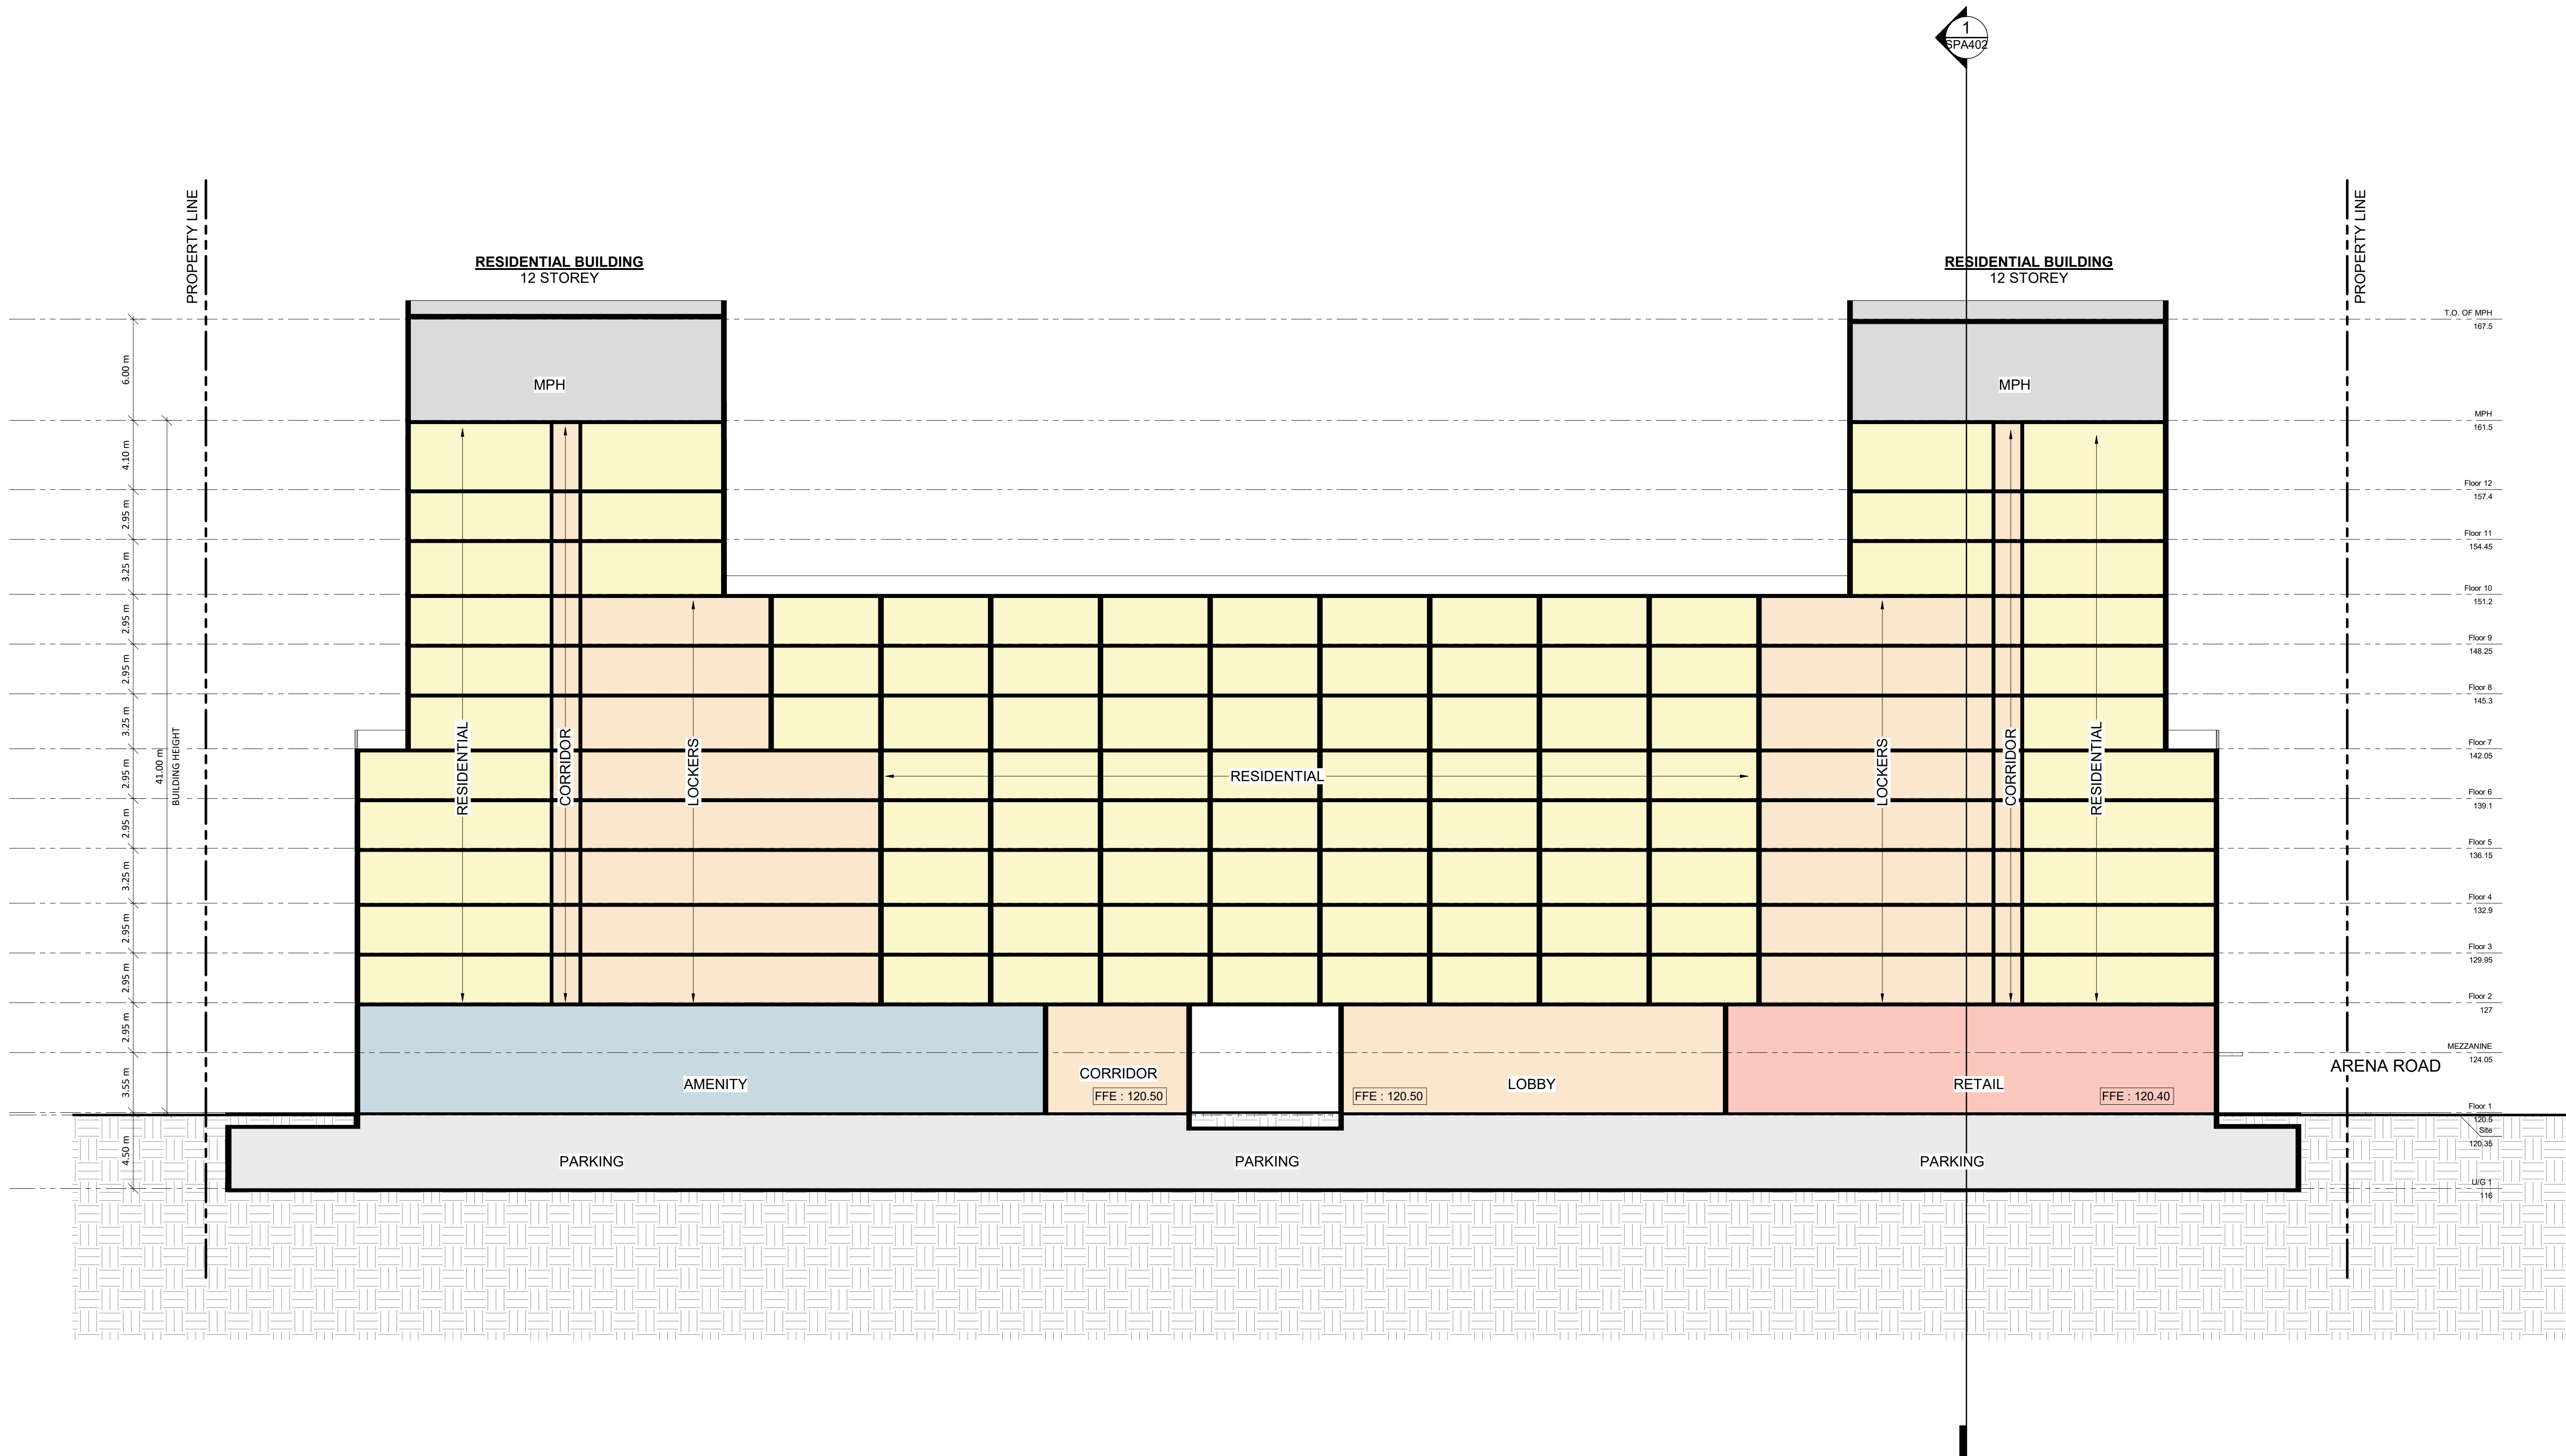 1
SPA402
PROPERTY LINE
PROPERTY LINE
RESIDENTIAL BUILDING
12 STOREY
RESIDENTIAL BUILDING
12 STOREY
T.O. OF MPH
167.5
6.00 m
MPH
MPH
MPH
161.5
4.10 m
Floor 12
157.4
2.95 m
Floor 11
154.45
3.25 m
Floor 10
151.2
2.95 m
Floor 9
148.25
2.95 m
Floor 8
145.3
3.25 m
Floor 7
142.05
41.00 m
BUILDING HEIGHT
RESIDENTIAL
CORRIDOR
LOCKERS
RESIDENTIAL
LOCKERS
CORRIDOR
RESIDENTIAL
2.95 m
Floor 6
139.1
2.95 m
Floor 5
136.15
3.25 m
Floor 4
132.9
2.95 m
Floor 3
129.95
2.95 m
Floor 2
127
2.95 m
MEZZANINE
124.05
ARENA ROAD
3.55 m
AMENITY
CORRIDOR
FFE : 120.50
FFE : 120.50
LOBBY
RETAIL
FFE : 120.40
Floor 1
120.5
Site
120.35
4.50 m
PARKING
PARKING
PARKING
U/G 1
116